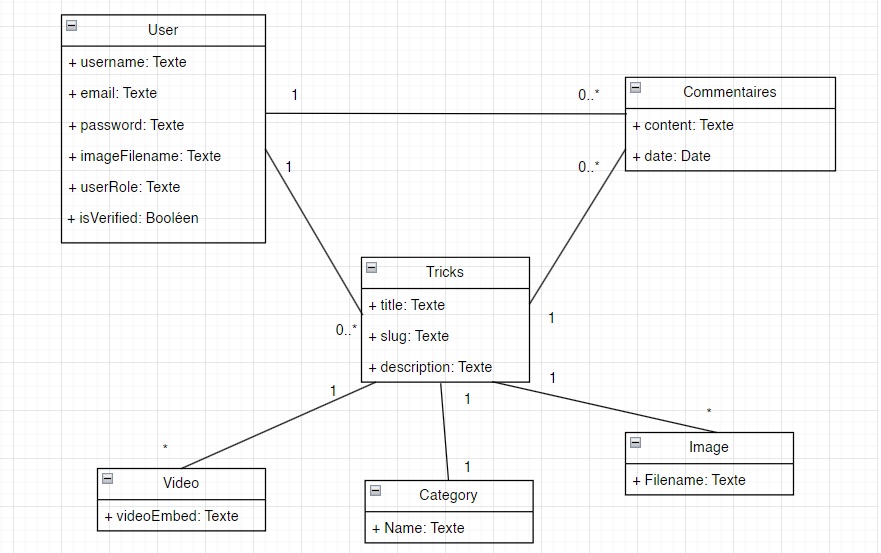 User
+ username: Texte
+ email: Texte
+ password: Texte
+ imageFilename: Texte
+ userRole: Texte
+ isVerified: Booléen
1
0..*
Commentaires
+ content: Texte
+ date: Date
1
0..*
Tricks
+ title: Texte
+ slug: Texte
+ description: Texte
0..*
1
1
1
1
*
*
1
Video
+ videoEmbed: Texte
Category
+ Name: Texte
Image
+ Filename: Texte